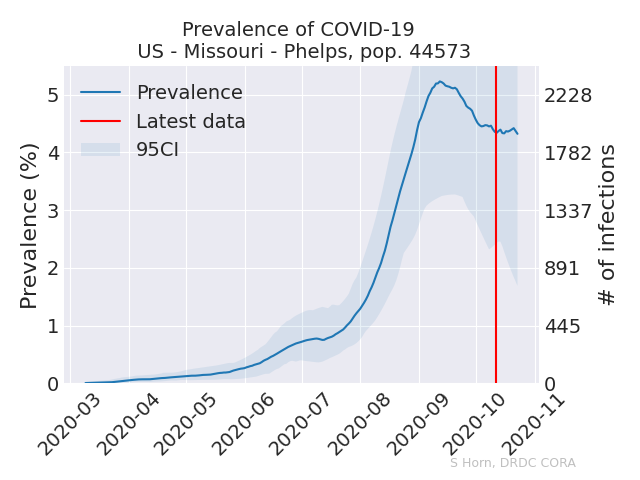 Prevalence of COVID-19
US - Missouri - Phelps, pop. 44573
Prevalence (%)
5
4
3
2
1
0
Prevalence
Latest data
95CI
2228
1782
1337
891
445
0
# of infections
2020-03
2020-04
2020-05
2020-06
2020-07
2020-08
2020-09
2020-10
2020-11
S Horn, DRDC CORA